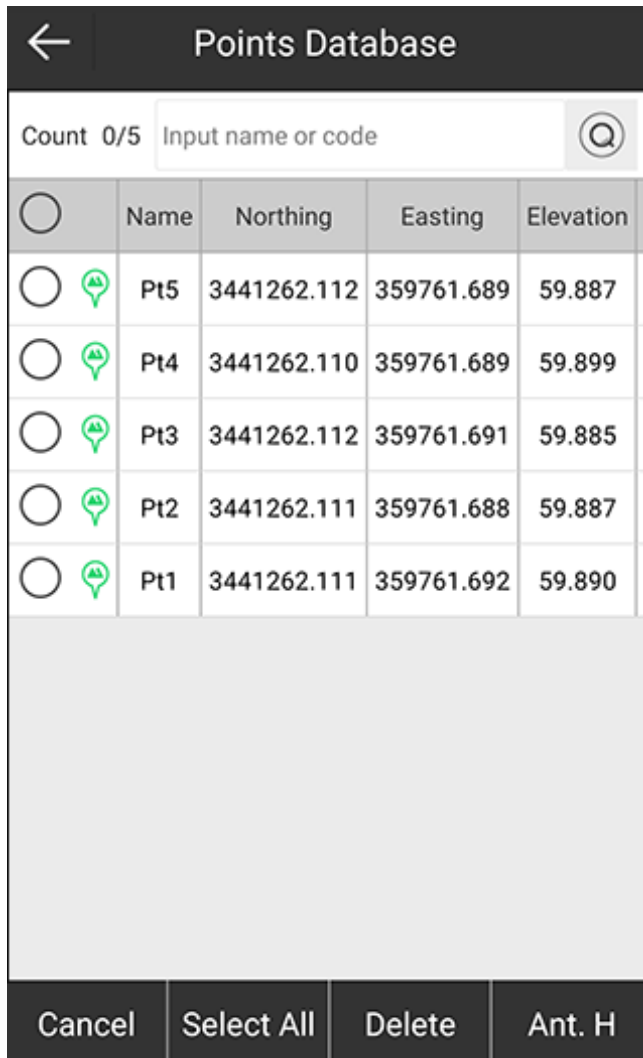 Points Database
Count 0/5 Input name or code
Name Northing Easting Elevation
Pt5 3441262.112 359761.689 59.887
Pt4 3441262.110 359761.689 59.899
Pt3 3441262.112 359761.691 59.885
Pt2 3441262.111 359761.688 59.887
Pt1 3441262.111 359761.692 59.890
Cancel Select All Delete Ant. H